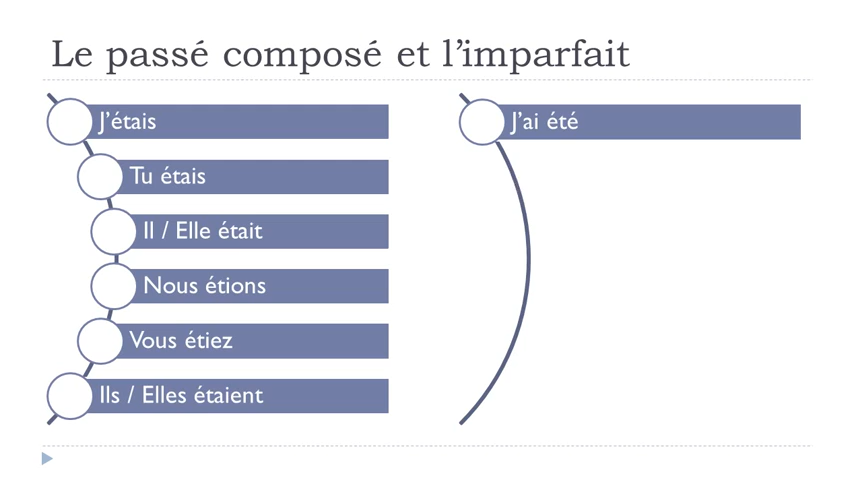 Le passé composé et l’imparfait
J’étais
Tu étais
Il / Elle était
Nous étions
Vous étiez
Ils / Elles étaient
J’ai été